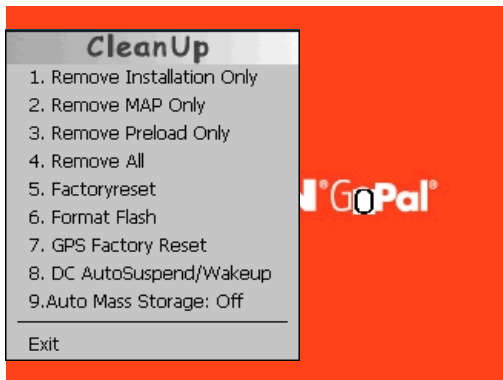 CleanUp
1. Remove Installation Only
2. Remove MAP Only
3. Remove Preload Only
4. Remove All
5. Factoryreset
6. Format Flash
7. GPS Factory Reset
8. DC AutoSuspend/Wakeup
9.Auto Mass Storage: Off
Exit
N®GoPal®